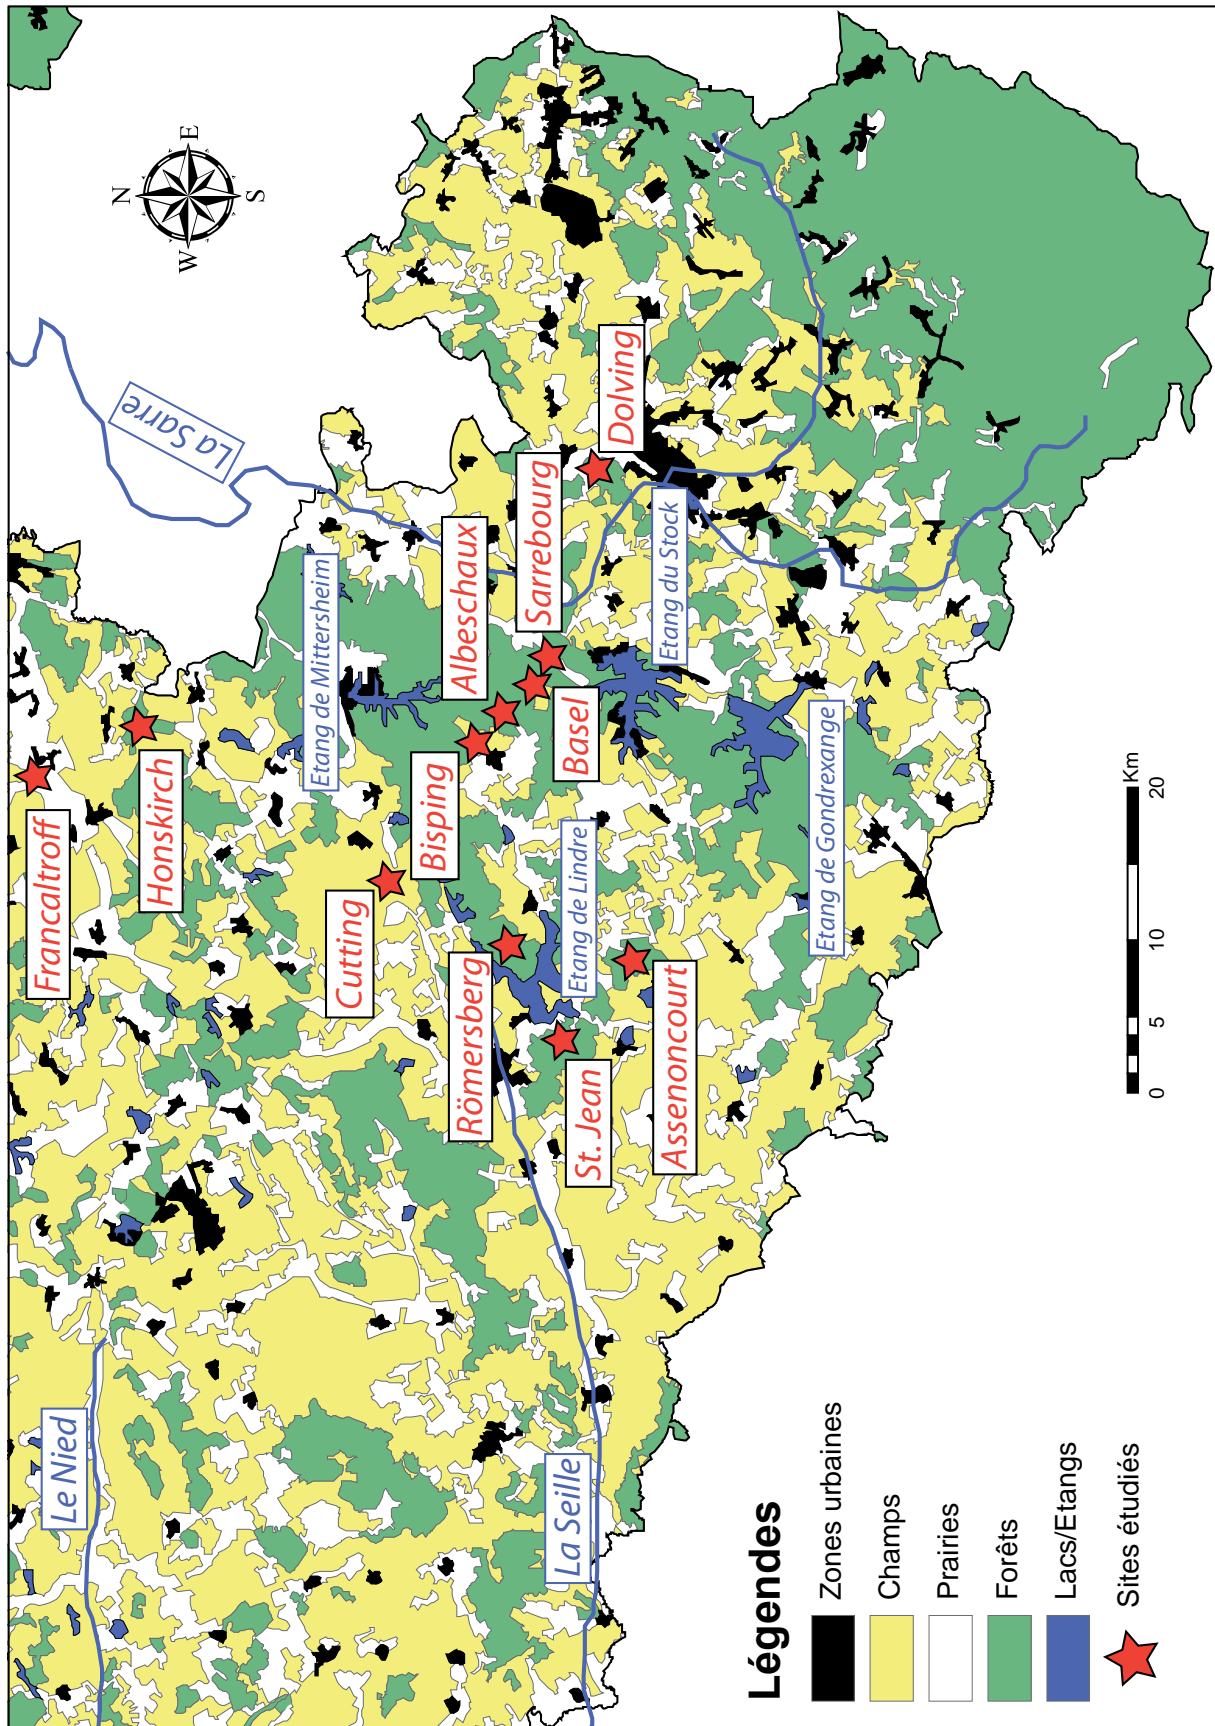 N
E
S
W
La Sarre
Le Nied
La Seille
Francaltroff
Honskirch
Etang de Mittersheim
Cutting
Bisping
Albeschaux
Sarrebourg
Dolving
Basel
Römersberg
Etang de Lindre
Etang du Stock
St. Jean
Assenoncourt
Etang de Gondrexange
0 5 10 20 Km
Légendes
Zones urbaines
Champs
Prairies
Forêts
Lacs/Etangs
Sites étudiés